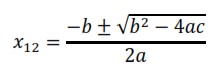 x₁₂ = (−b ± √(b² − 4ac)) / 2a